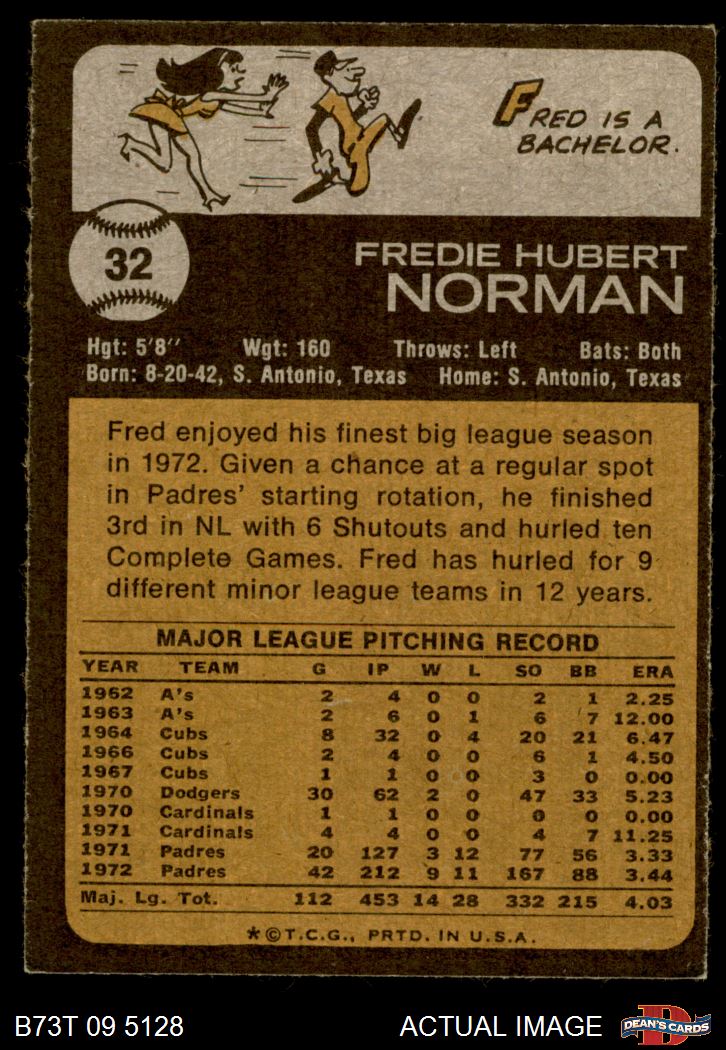 FRED IS A
BACHELOR.
32
FREDIE HUBERT
NORMAN
Hgt: 5'8'' Wgt: 160 Throws: Left Bats: Both
Born: 8-20-42, S. Antonio, Texas Home: S. Antonio, Texas
Fred enjoyed his finest big league season
in 1972. Given a chance at a regular spot
in Padres' starting rotation, he finished
3rd in NL with 6 Shutouts and hurled ten
Complete Games. Fred has hurled for 9
different minor league teams in 12 years.
MAJOR LEAGUE PITCHING RECORD
YEAR TEAM G IP W L SO BB ERA
1962 A's 2 4 0 0 2 1 2.25
1963 A's 2 6 0 1 6 7 12.00
1964 Cubs 8 32 0 4 20 21 6.47
1966 Cubs 2 4 0 0 6 1 4.50
1967 Cubs 1 1 0 0 3 0 0.00
1970 Dodgers 30 62 2 0 47 33 5.23
1970 Cardinals 1 1 0 0 0 0 0.00
1971 Cardinals 4 4 0 0 4 7 11.25
1971 Padres 20 127 3 12 77 56 3.33
1972 Padres 42 212 9 11 167 88 3.44
Maj. Lg. Tot. 112 453 14 28 332 215 4.03
*©T.C.G., PRTD. IN U.S.A.
B73T 09 5128 ACTUAL IMAGE D DEAN'S CARDS